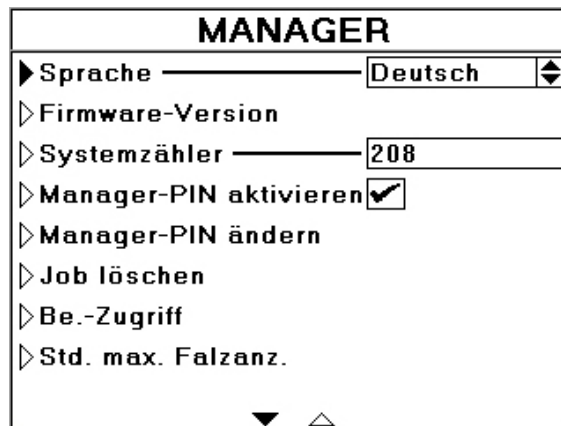 MANAGER
Sprache Deutsch
Firmware-Version
Systemzähler 208
Manager-PIN aktivieren
Manager-PIN ändern
Job löschen
Be.-Zugriff
Std. max. Falzanz.